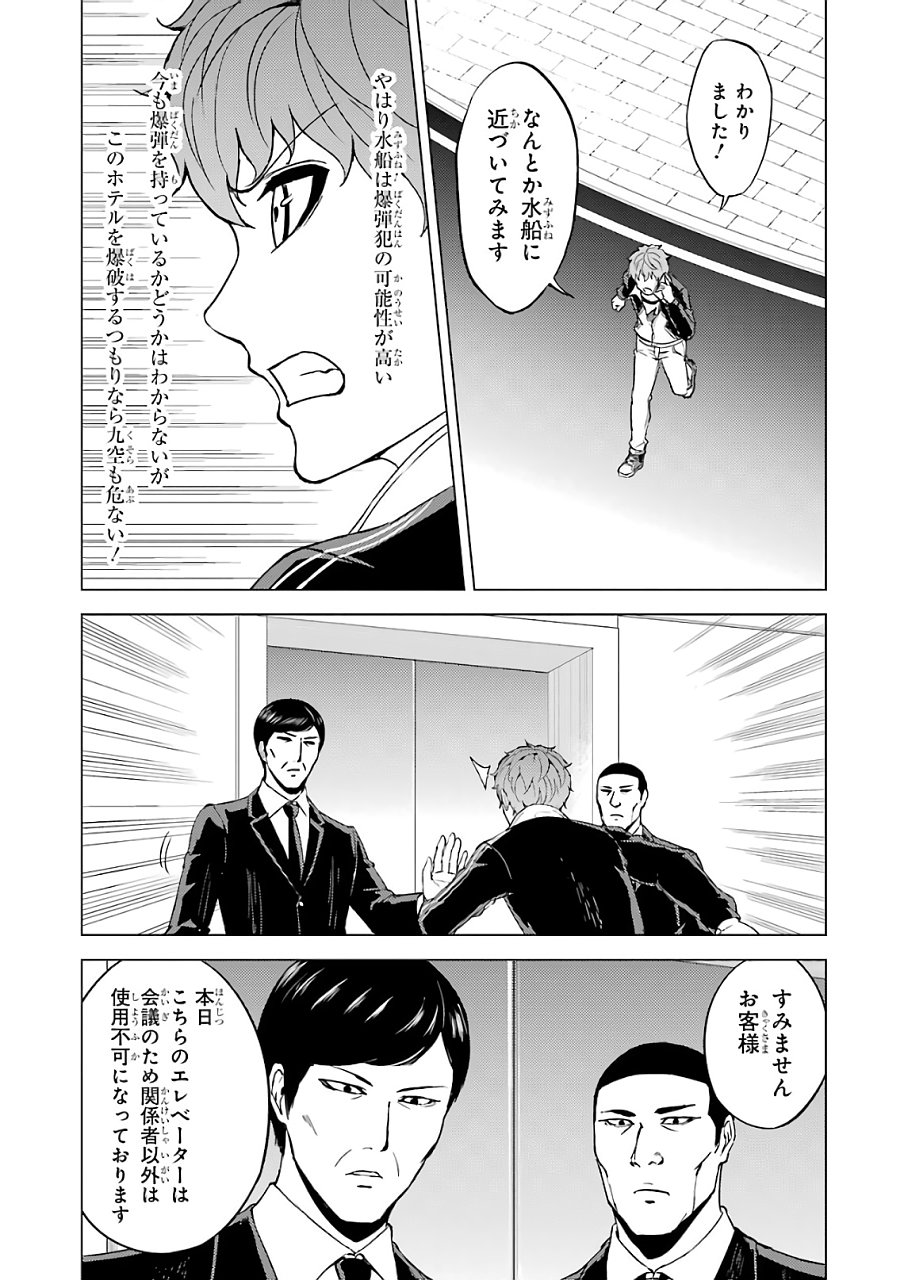 わかり
ました！
なんとか水船に
近づいてみます
やはり水船は爆弾犯の可能性が高い
今も爆弾を持っているかどうかはわからないが
このホテルを爆破するつもりなら九空も危ない！
すみません
お客様
本日
こちらのエレベーターは
会議のため関係者以外は
使用不可になっております